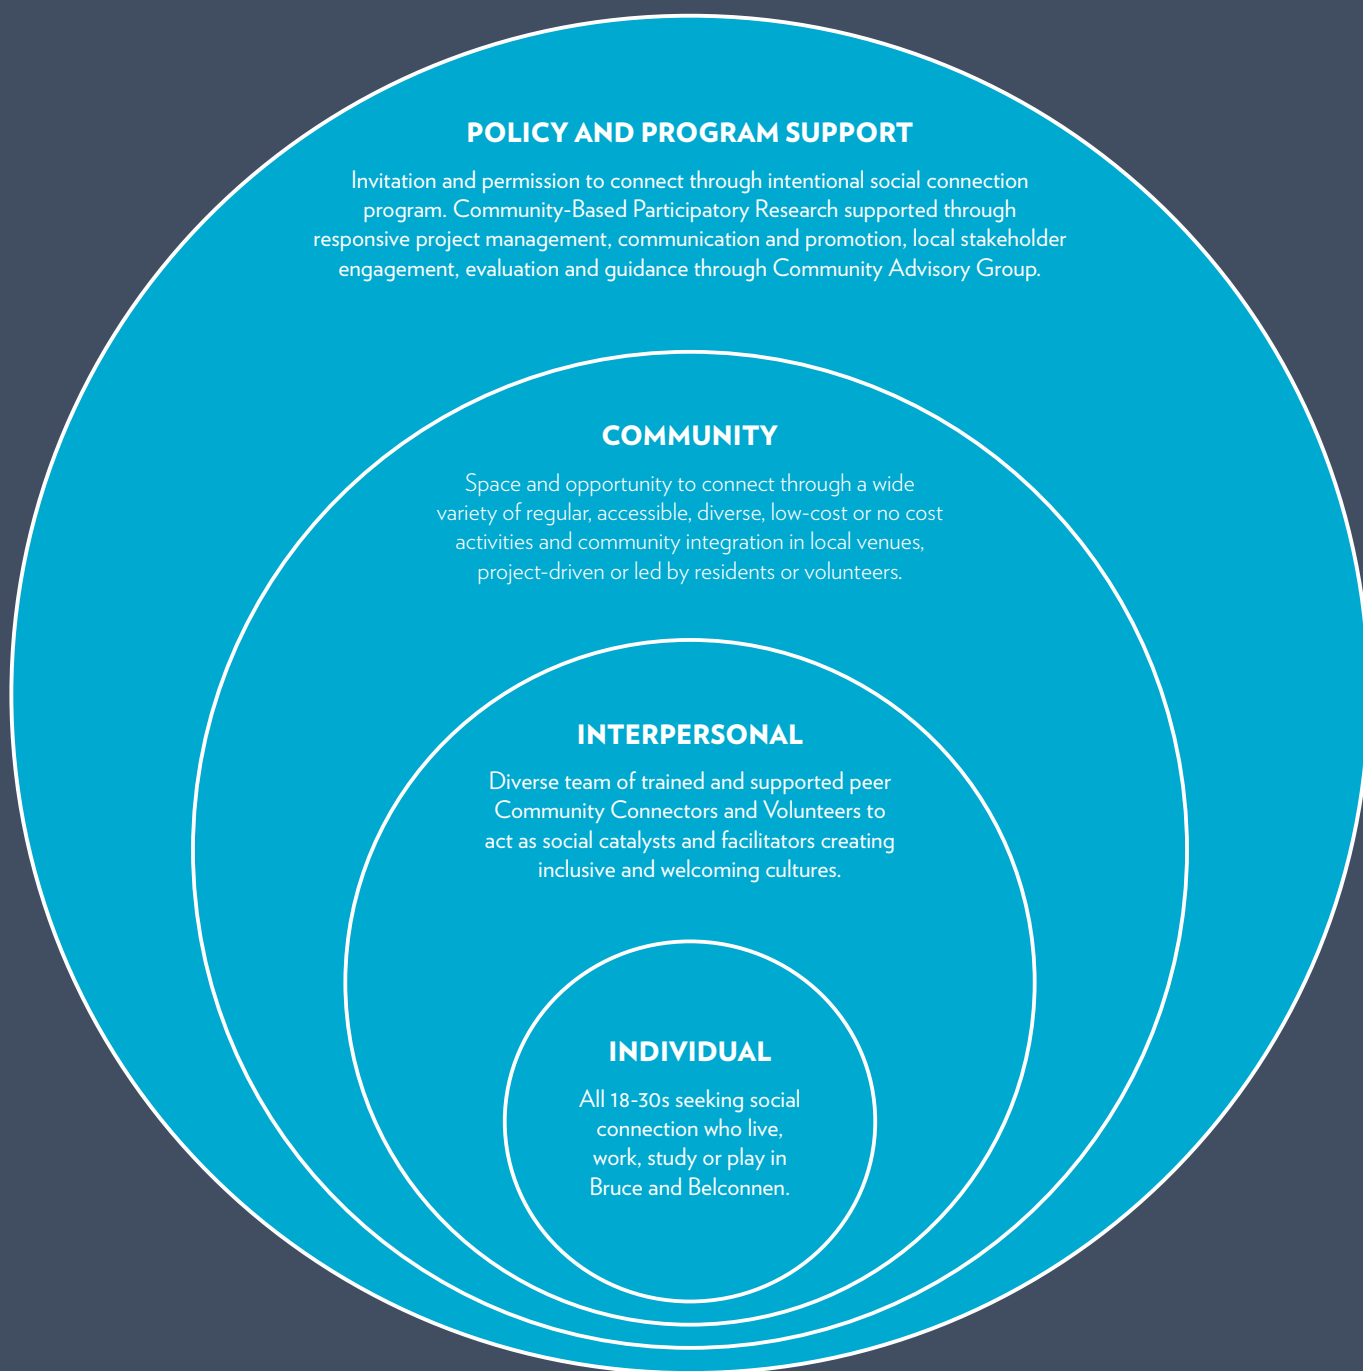 POLICY AND PROGRAM SUPPORT
Invitation and permission to connect through intentional social connection
program. Community-Based Participatory Research supported through
responsive project management, communication and promotion, local stakeholder
engagement, evaluation and guidance through Community Advisory Group.
COMMUNITY
Space and opportunity to connect through a wide
variety of regular, accessible, diverse, low-cost or no cost
activities and community integration in local venues,
project-driven or led by residents or volunteers.
INTERPERSONAL
Diverse team of trained and supported peer
Community Connectors and Volunteers to
act as social catalysts and facilitators creating
inclusive and welcoming cultures.
INDIVIDUAL
All 18-30s seeking social
connection who live,
work, study or play in
Bruce and Belconnen.